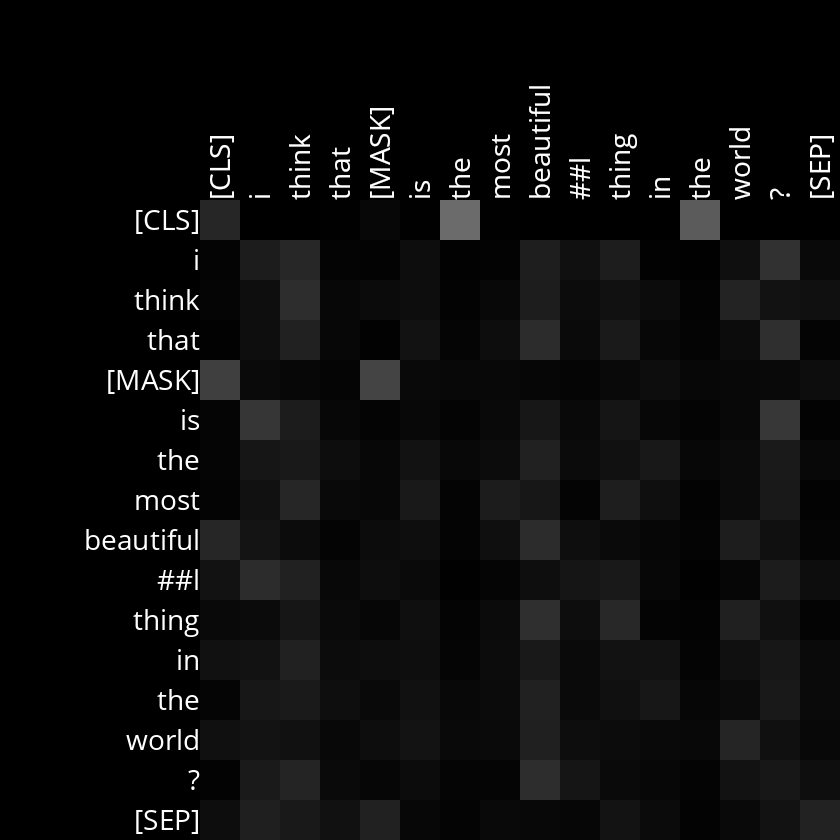 [CLS] i think that [MASK] is the most beautiful ##l thing in the world ? [SEP]
[CLS]
i
think
that
[MASK]
is
the
most
beautiful
##l
thing
in
the
world
?
[SEP]